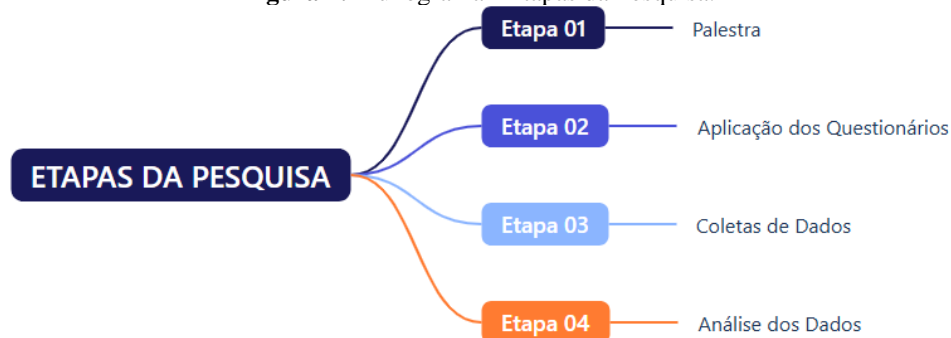 Etapa 01
Palestra
Etapa 02
Aplicação dos Questionários
ETAPAS DA PESQUISA
Etapa 03
Coletas de Dados
Etapa 04
Análise dos Dados